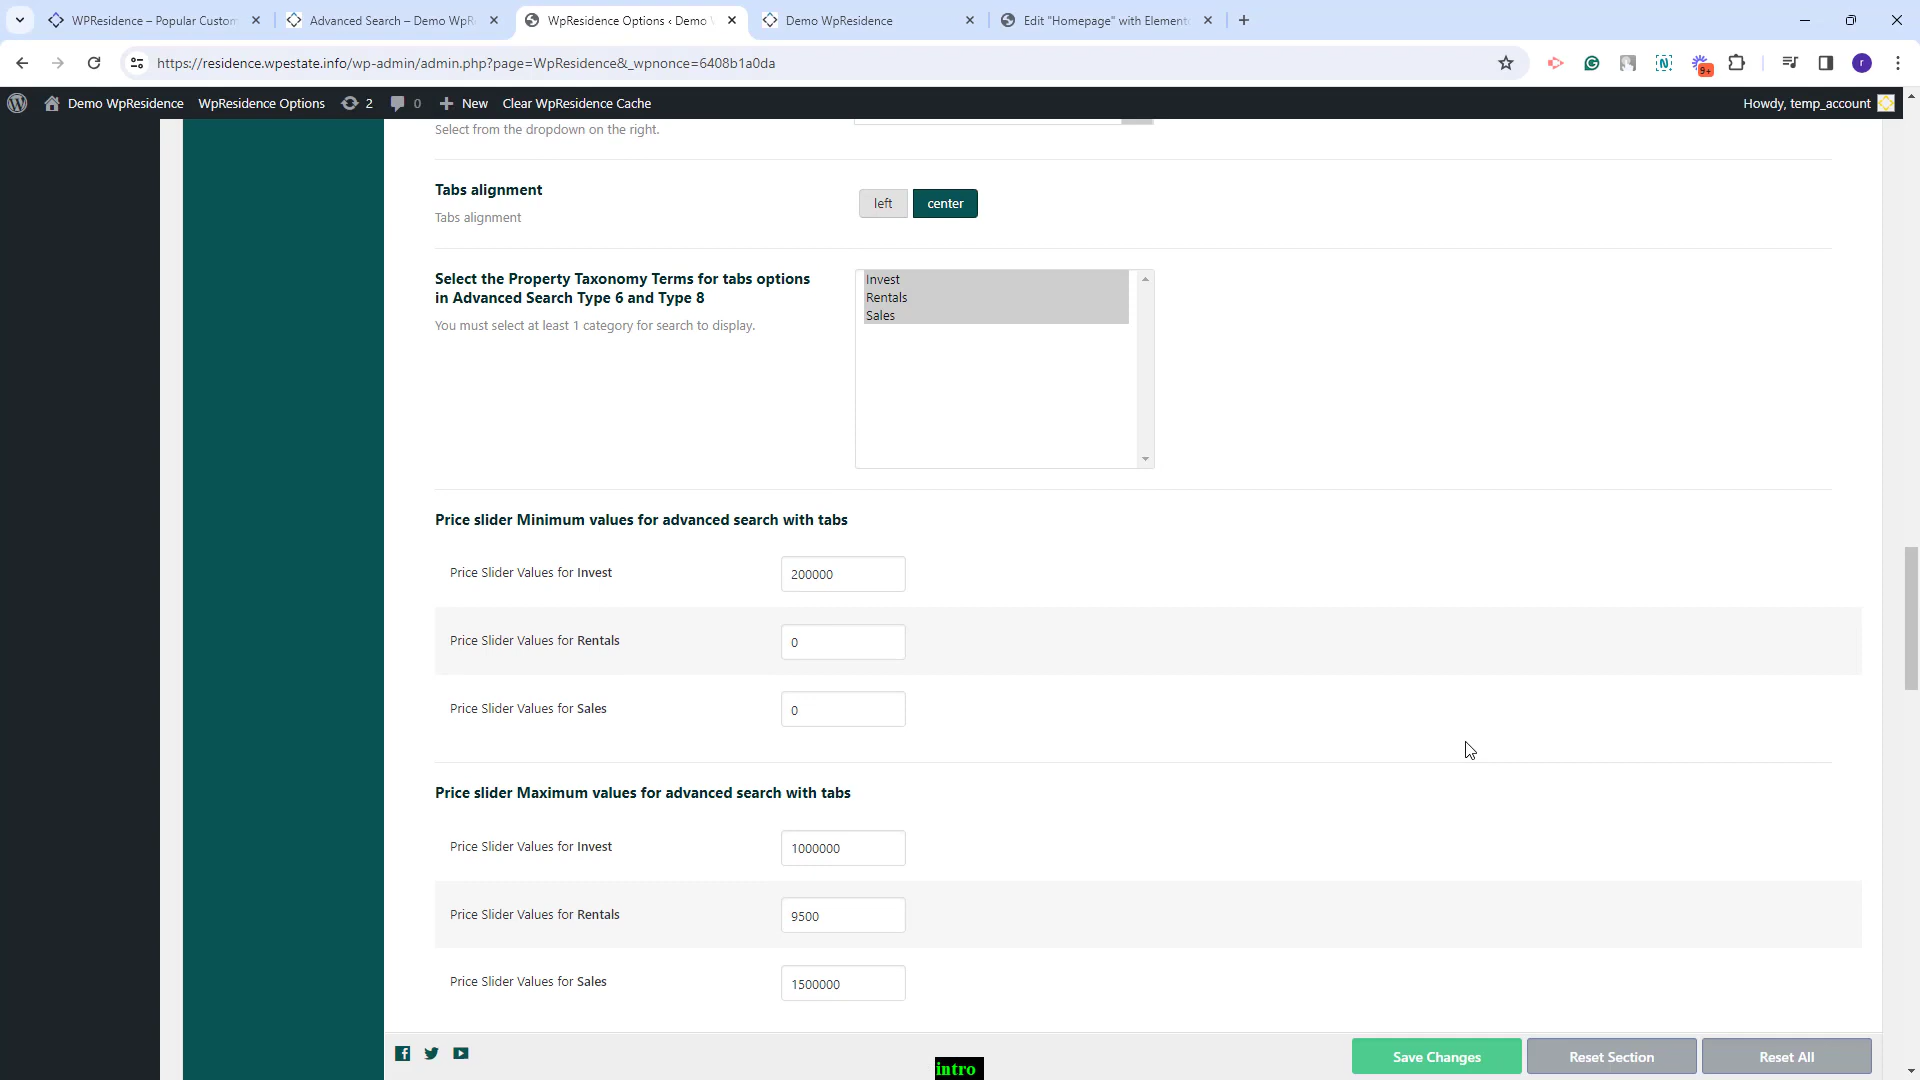 WPResidence – Popular Custom
Advanced Search – Demo WpR
WpResidence Options ‹ Demo
Demo WpResidence
Edit "Homepage" with Element
https://residence.wpestate.info/wp-admin/admin.php?page=WpResidence&_wpnonce=6408b1a0da
9+
r
Demo WpResidence
WpResidence Options
2
0
New
Clear WpResidence Cache
Howdy, temp_account
Select from the dropdown on the right.
Tabs alignment
left
center
Tabs alignment
Select the Property Taxonomy Terms for tabs options
in Advanced Search Type 6 and Type 8
You must select at least 1 category for search to display.
Invest
Rentals
Sales
Price slider Minimum values for advanced search with tabs
Price Slider Values for Invest
200000
Price Slider Values for Rentals
0
Price Slider Values for Sales
0
Price slider Maximum values for advanced search with tabs
Price Slider Values for Invest
1000000
Price Slider Values for Rentals
9500
Price Slider Values for Sales
1500000
intro
Save Changes
Reset Section
Reset All